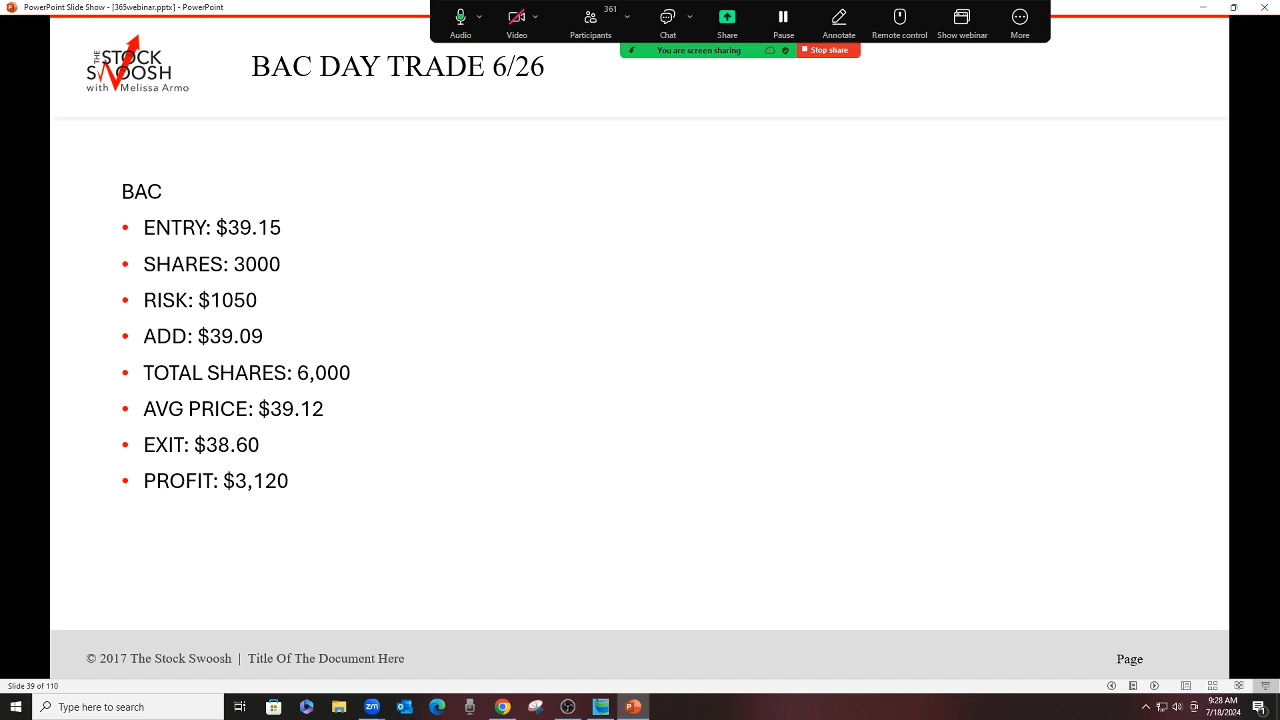 PowerPoint Slide Show - [365webinar.pptx] - PowerPoint
361
Audio Video Participants Chat Share Pause Annotate Remote control Show webinar More
You are screen sharing Stop share
THE STOCK
SWOOSH
with Melissa Armo
BAC DAY TRADE 6/26
BAC
• ENTRY: $39.15
• SHARES: 3000
• RISK: $1050
• ADD: $39.09
• TOTAL SHARES: 6,000
• AVG PRICE: $39.12
• EXIT: $38.60
• PROFIT: $3,120
© 2017 The Stock Swoosh | Title Of The Document Here
Page
Slide 39 of 110
Type here to search
zm
9:28 AM
7/18/2024